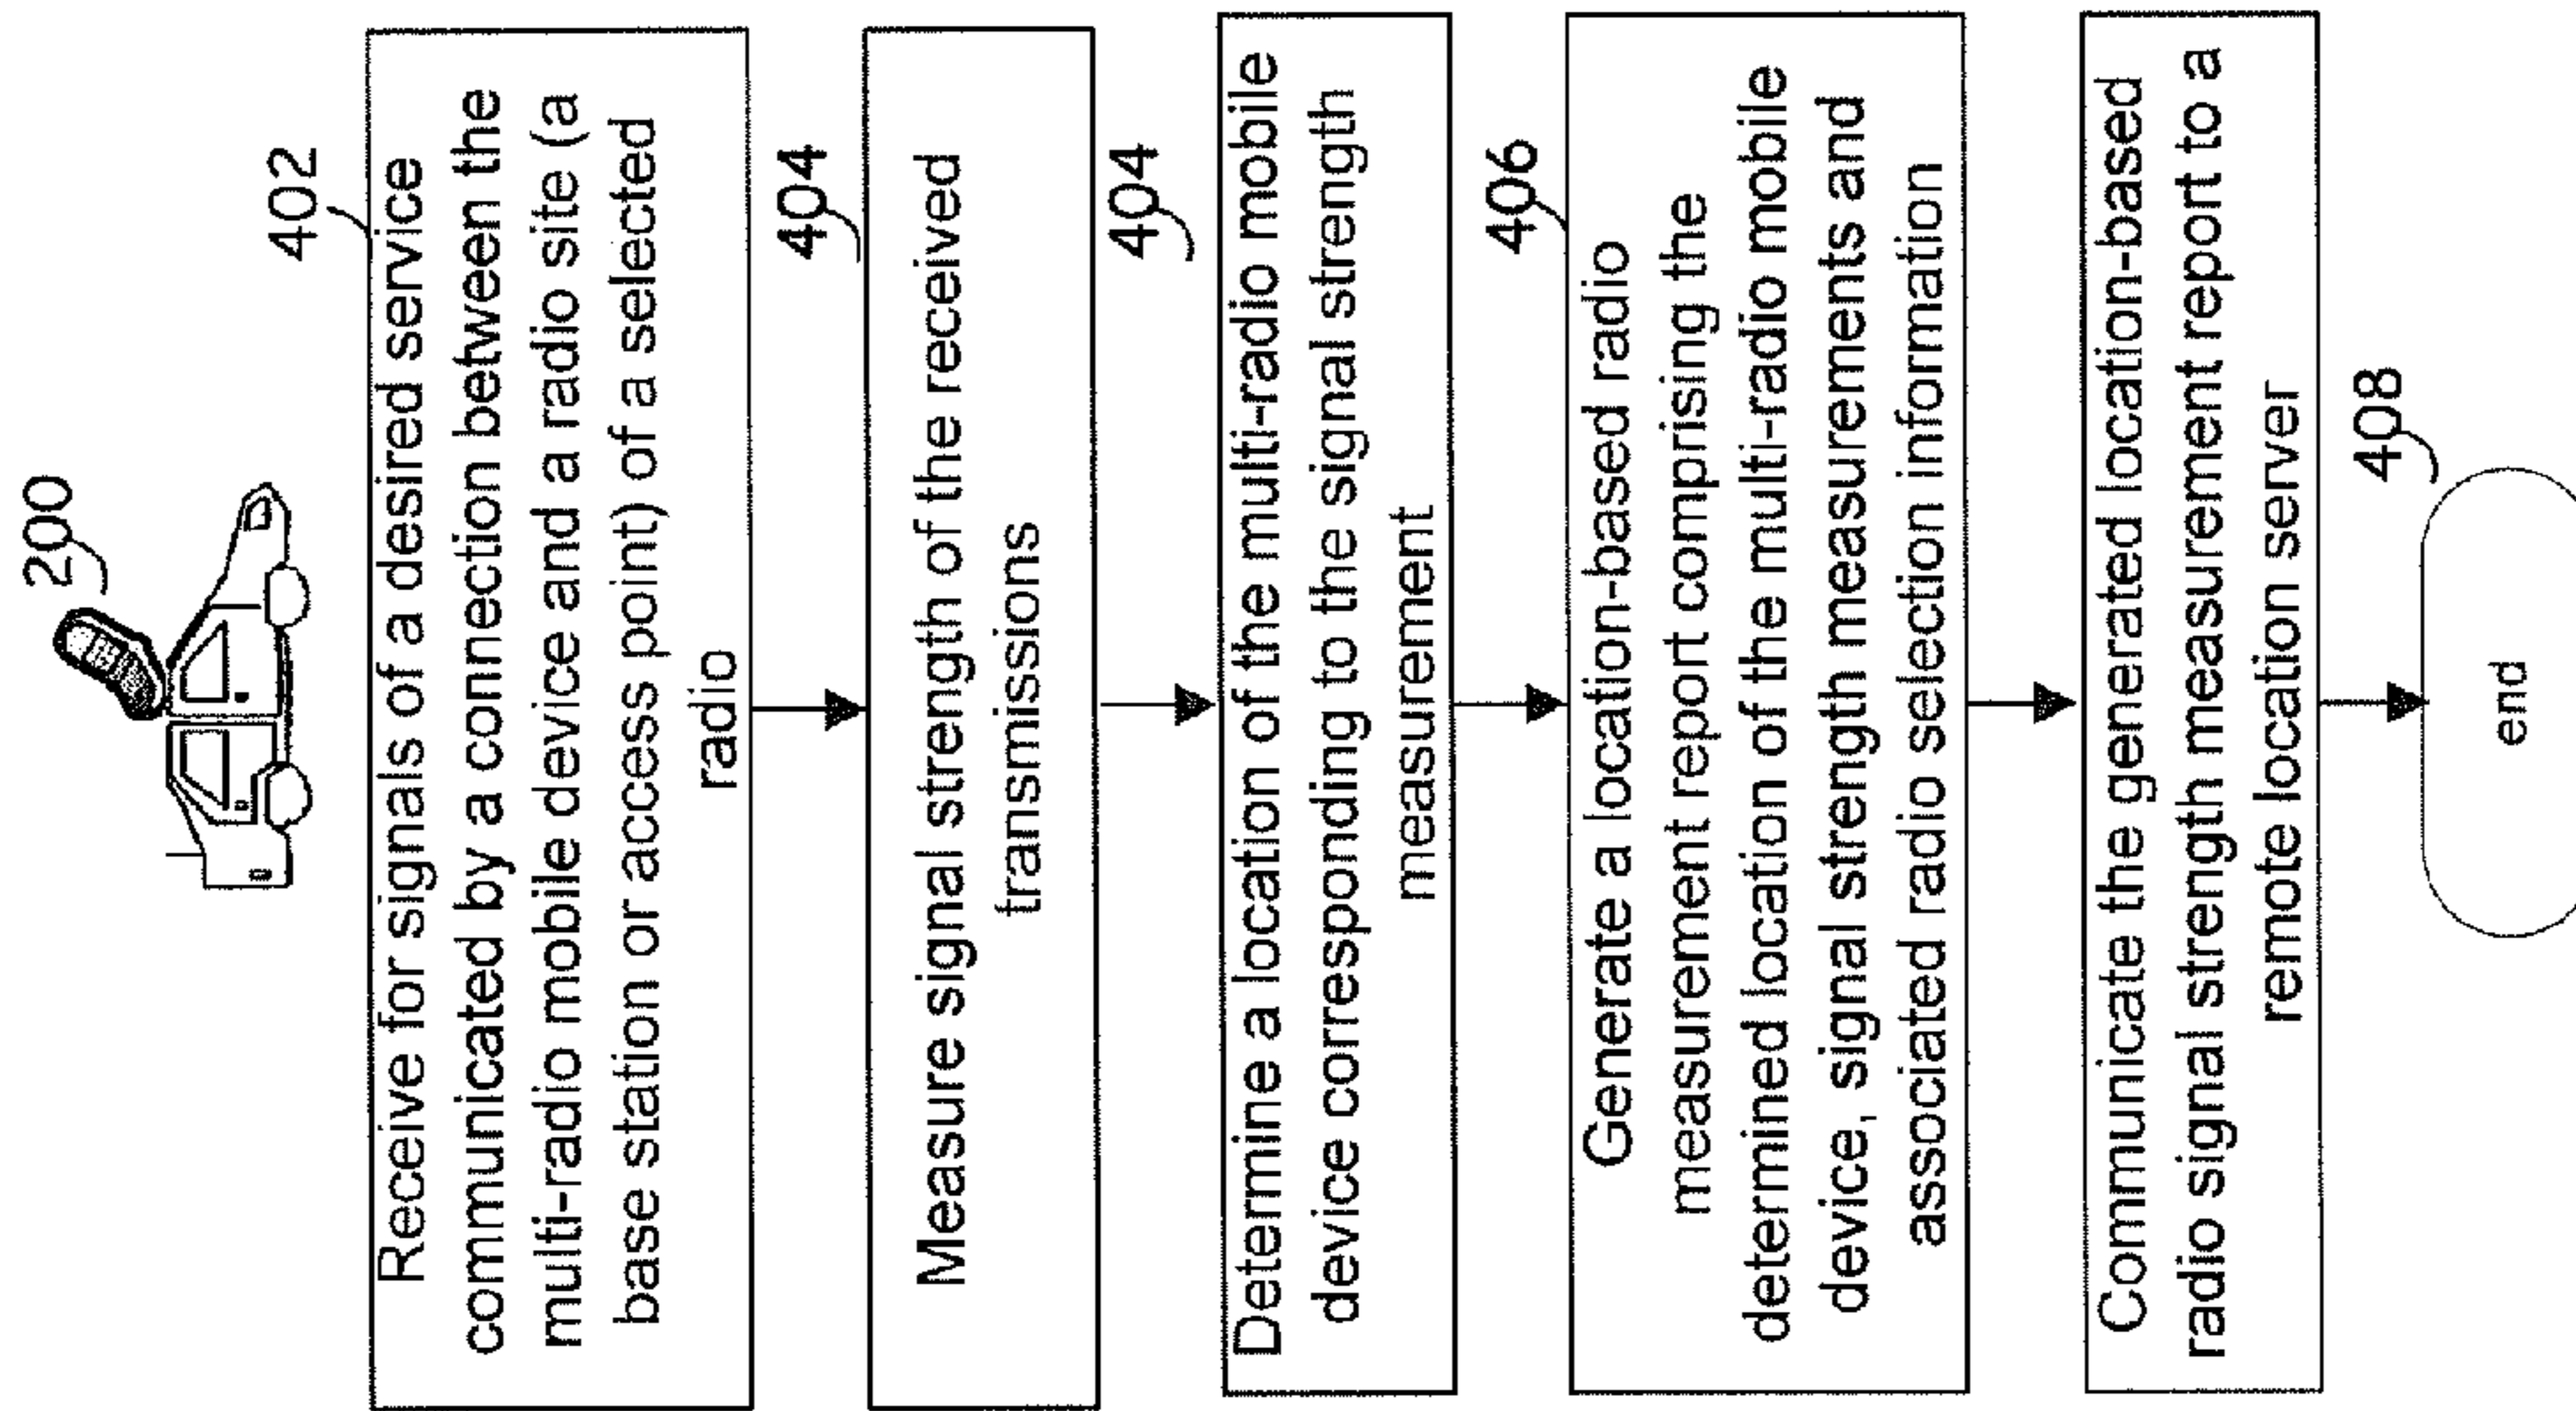 200
402
Receive for signals of a desired service
communicated by a connection between the
multi-radio mobile device and a radio site (a
base station or access point) of a selected
radio
404
Measure signal strength of the received
transmissions
404
Determine a location of the multi-radio mobile
device corresponding to the signal strength
measurement
406
Generate a location-based radio
measurement report comprising the
determined location of the multi-radio mobile
device, signal strength measurements and
associated radio selection information
Communicate the generated location-based
radio signal strength measurement report to a
remote location server
408
end